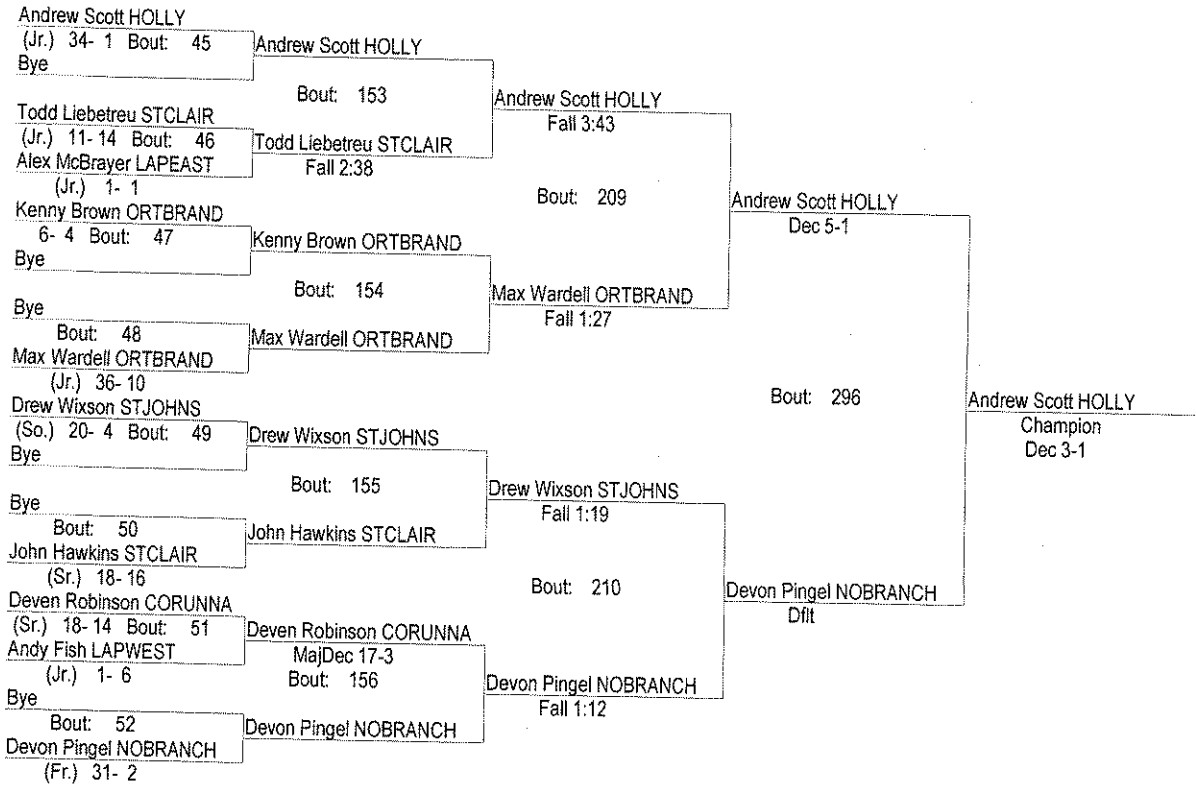 Andrew Scott HOLLY
(Jr.) 34- 1 Bout: 45
Bye
Andrew Scott HOLLY
Bout: 153
Todd Liebetreu STCLAIR
(Jr.) 11- 14 Bout: 46
Alex McBrayer LAPEAST
(Jr.) 1- 1
Todd Liebetreu STCLAIR
Fall 2:38
Andrew Scott HOLLY
Fall 3:43
Bout: 209
Kenny Brown ORTBRAND
6- 4 Bout: 47
Bye
Kenny Brown ORTBRAND
Bout: 154
Bye
Bout: 48
Max Wardell ORTBRAND
(Jr.) 36- 10
Max Wardell ORTBRAND
Max Wardell ORTBRAND
Fall 1:27
Andrew Scott HOLLY
Dec 5-1
Bout: 296
Drew Wixson STJOHNS
(So.) 20- 4 Bout: 49
Bye
Drew Wixson STJOHNS
Bout: 155
Bye
Bout: 50
John Hawkins STCLAIR
(Sr.) 18- 16
John Hawkins STCLAIR
Drew Wixson STJOHNS
Fall 1:19
Bout: 210
Deven Robinson CORUNNA
(Sr.) 18- 14 Bout: 51
Andy Fish LAPWEST
(Jr.) 1- 6
Deven Robinson CORUNNA
MajDec 17-3
Bout: 156
Bye
Bout: 52
Devon Pingel NOBRANCH
(Fr.) 31- 2
Devon Pingel NOBRANCH
Devon Pingel NOBRANCH
Fall 1:12
Devon Pingel NOBRANCH
Dflt
Andrew Scott HOLLY
Champion
Dec 3-1